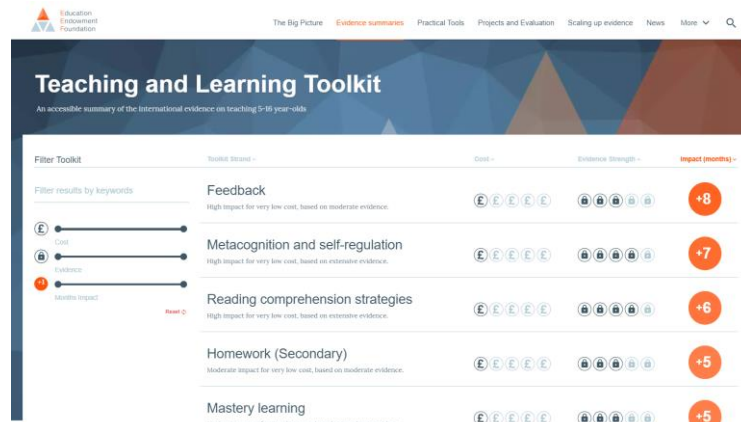 Education
Endowment
Foundation
The Big Picture Evidence summaries Practical Tools Projects and Evaluation Scaling up evidence News More
Teaching and Learning Toolkit
An accessible summary of the international evidence on teaching 5-16 year-olds
Filter Toolkit Toolkit Strand Cost Evidence Strength Impact (months)
Filter results by keywords
Cost
Evidence
+4
Months Impact
Reset
Feedback
High impact for very low cost, based on moderate evidence.
£ £ £ £ £ +8
Metacognition and self-regulation
High impact for very low cost, based on extensive evidence.
£ £ £ £ £ +7
Reading comprehension strategies
High impact for very low cost, based on extensive evidence.
£ £ £ £ £ +6
Homework (Secondary)
Moderate impact for very low cost, based on moderate evidence.
£ £ £ £ £ +5
Mastery learning
£ £ £ £ £ +5